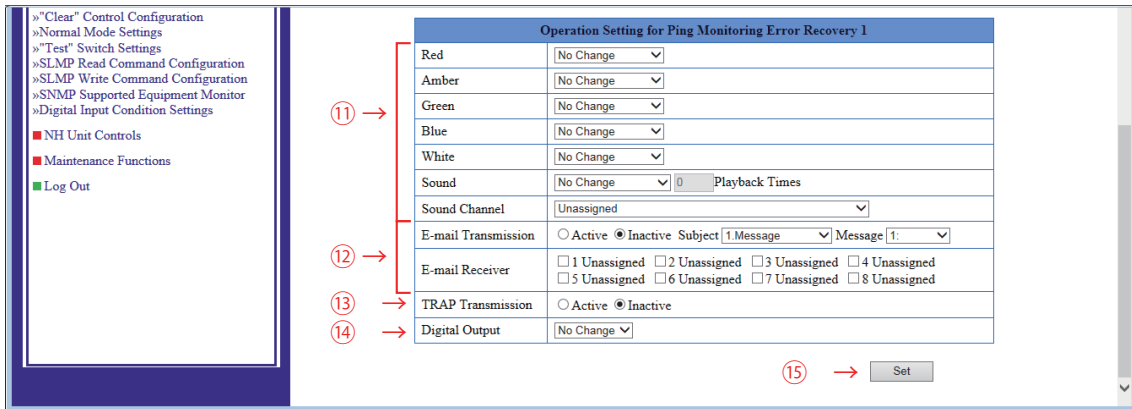 »"Clear" Control Configuration
»Normal Mode Settings
»"Test" Switch Settings
»SLMP Read Command Configuration
»SLMP Write Command Configuration
»SNMP Supported Equipment Monitor
»Digital Input Condition Settings
NH Unit Controls
Maintenance Functions
Log Out
Operation Setting for Ping Monitoring Error Recovery 1
⑪ →
Red No Change
Amber No Change
Green No Change
Blue No Change
White No Change
Sound No Change 0 Playback Times
Sound Channel Unassigned
⑫ →
E-mail Transmission Active Inactive Subject 1.Message Message 1:
E-mail Receiver 1 Unassigned 2 Unassigned 3 Unassigned 4 Unassigned
5 Unassigned 6 Unassigned 7 Unassigned 8 Unassigned
⑬ → TRAP Transmission Active Inactive
⑭ → Digital Output No Change
⑮ → Set